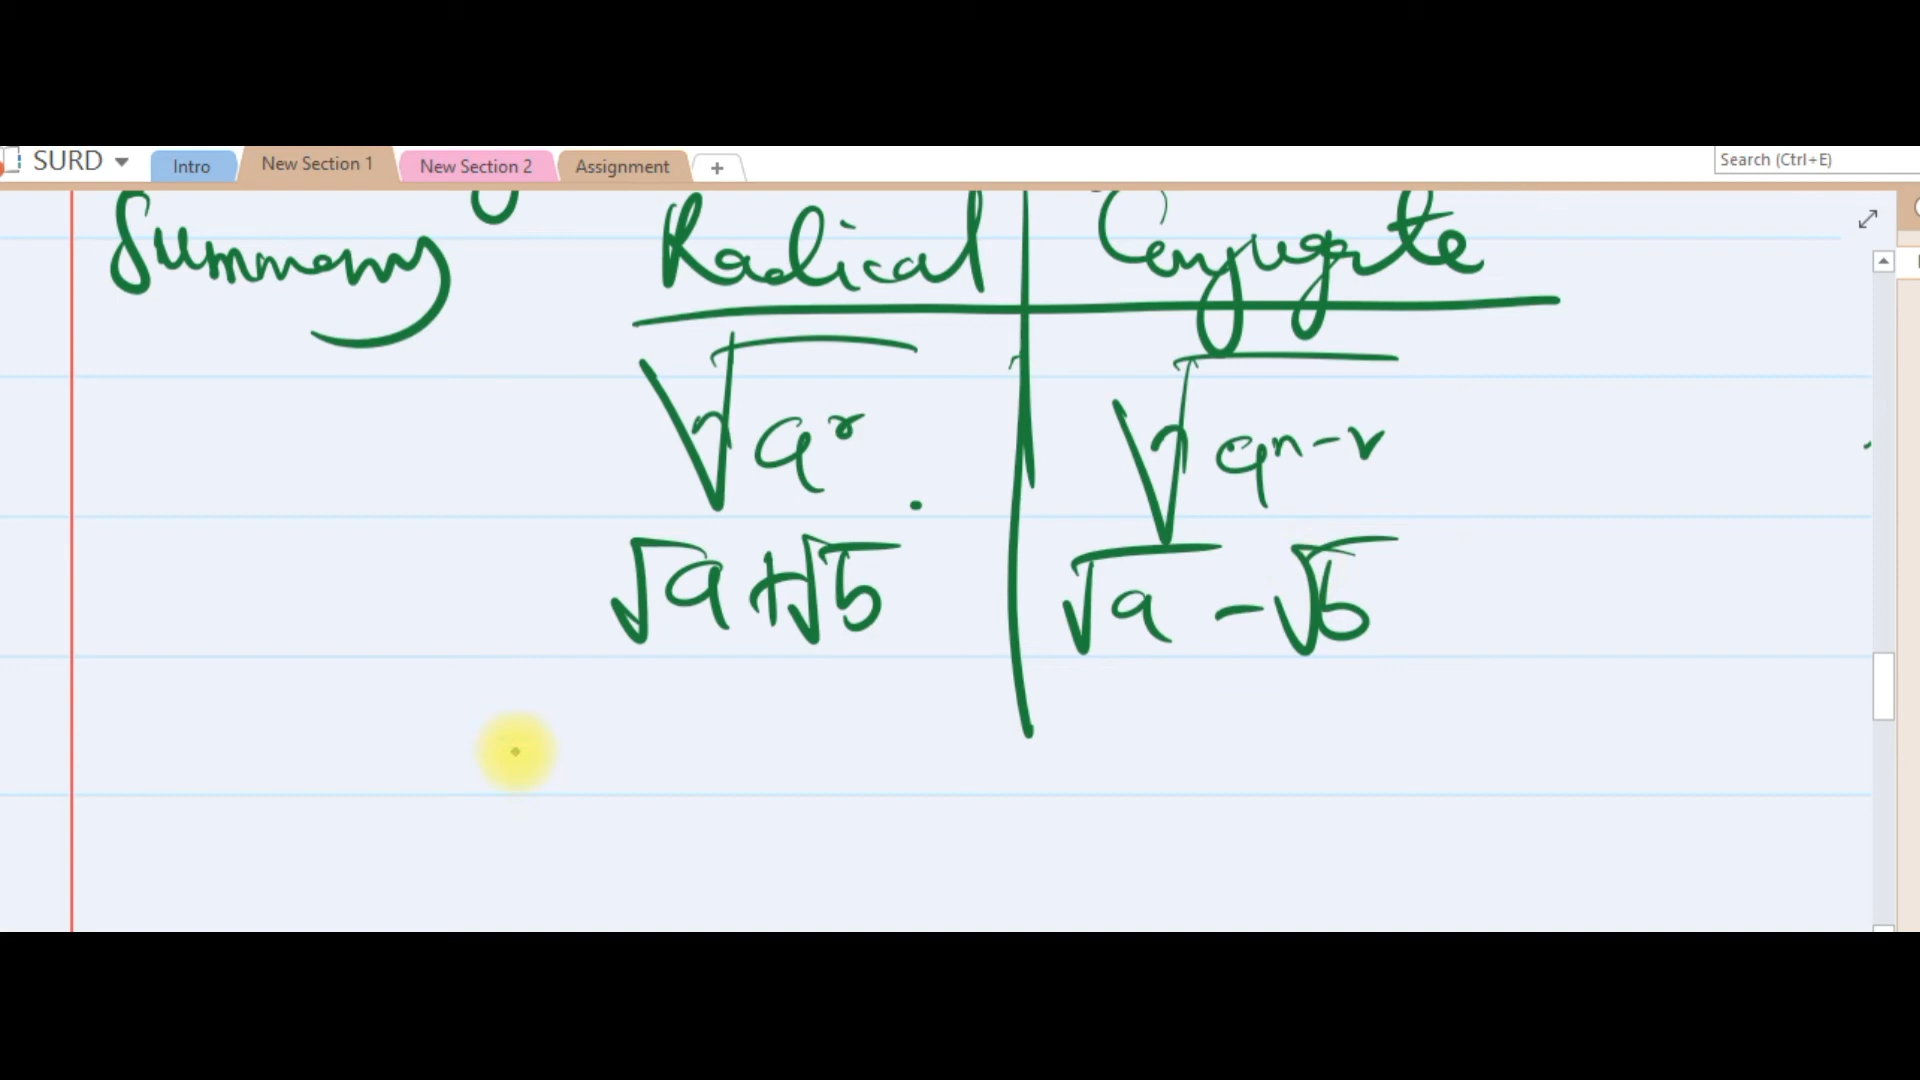 SURD Intro New Section 1 New Section 2 Assignment + Search (Ctrl+E)
Summary Radical Conjugate
ⁿ√aʳ ⁿ√aⁿ⁻ʳ
√a+√b √a-√b